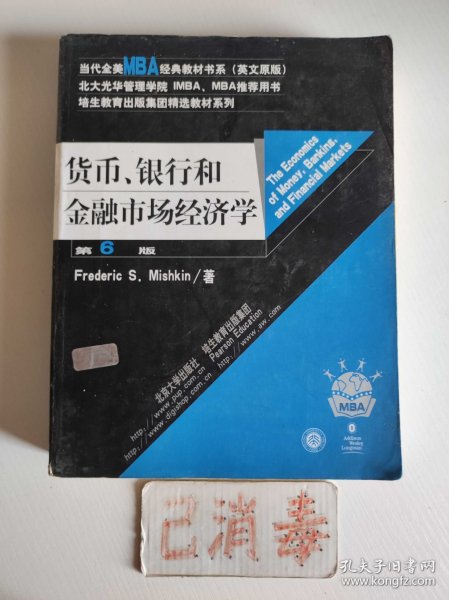 当代全美MBA经典教材书系（英文原版）
北大光华管理学院 IMBA、MBA推荐用书
培生教育出版集团精选教材系列
The Economics
of Money, Banking,
and Financial Markets
货币、银行和
金融市场经济学
第 6 版
Frederic S. Mishkin/著
北京大学出版社 培生教育出版集团
http://www.pup.com.cn Pearson Education
http://www.digishop.com.cn http://www.aw.com
MBA
Addison
Wesley
Longman
已消毒
孔夫子旧书网
www.kongfz.com